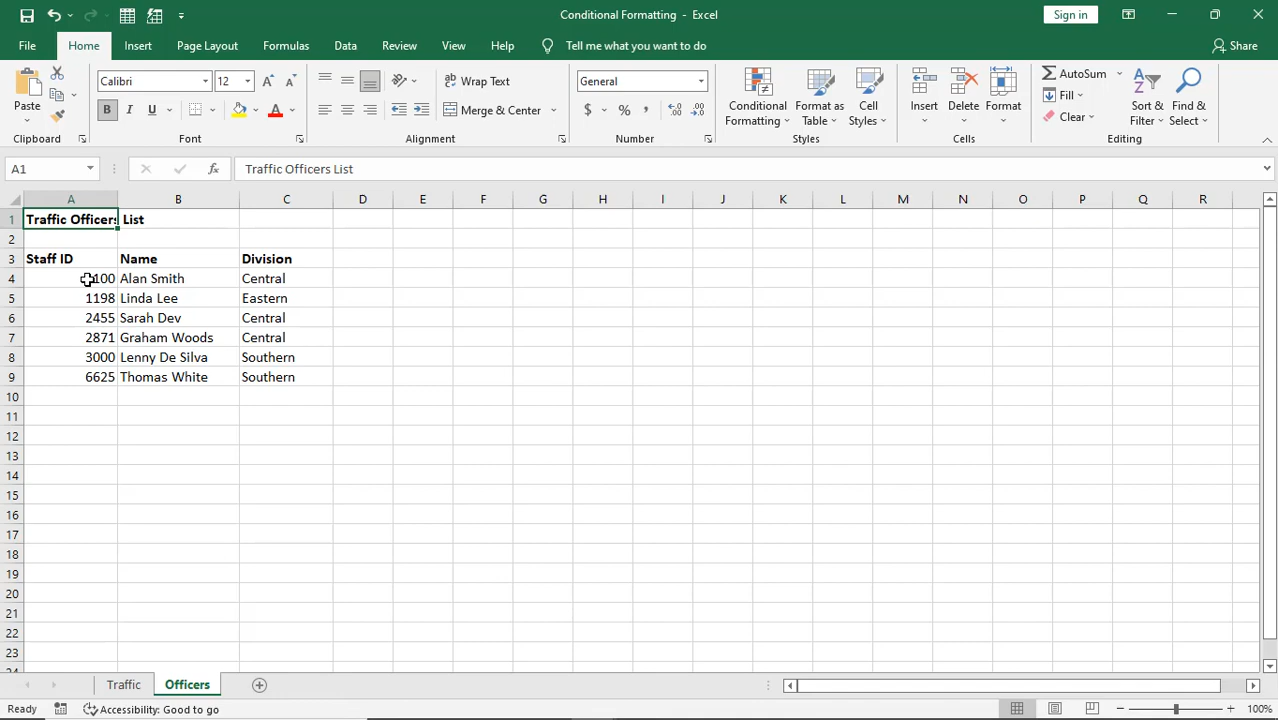 Conditional Formatting - Excel
Sign in
File Home Insert Page Layout Formulas Data Review View Help Tell me what you want to do Share
Paste
Calibri 12
B I U A
Wrap Text
Merge & Center
General
$ % ,
Conditional Formatting
Format as Table
Cell Styles
Insert Delete Format
AutoSum
Fill
Clear
Sort & Filter
Find & Select
Clipboard Font Alignment Number Styles Cells Editing
A1 fx Traffic Officers List
A B C D E F G H I J K L M N O P Q R
1 Traffic Officers List
2
3 Staff ID Name Division
4 Alan Smith Central
5 1198 Linda Lee Eastern
6 2455 Sarah Dev Central
7 2871 Graham Woods Central
8 3000 Lenny De Silva Southern
9 6625 Thomas White Southern
10
11
12
13
14
15
16
17
18
19
20
21
22
23
Traffic Officers
Ready Accessibility: Good to go 100%